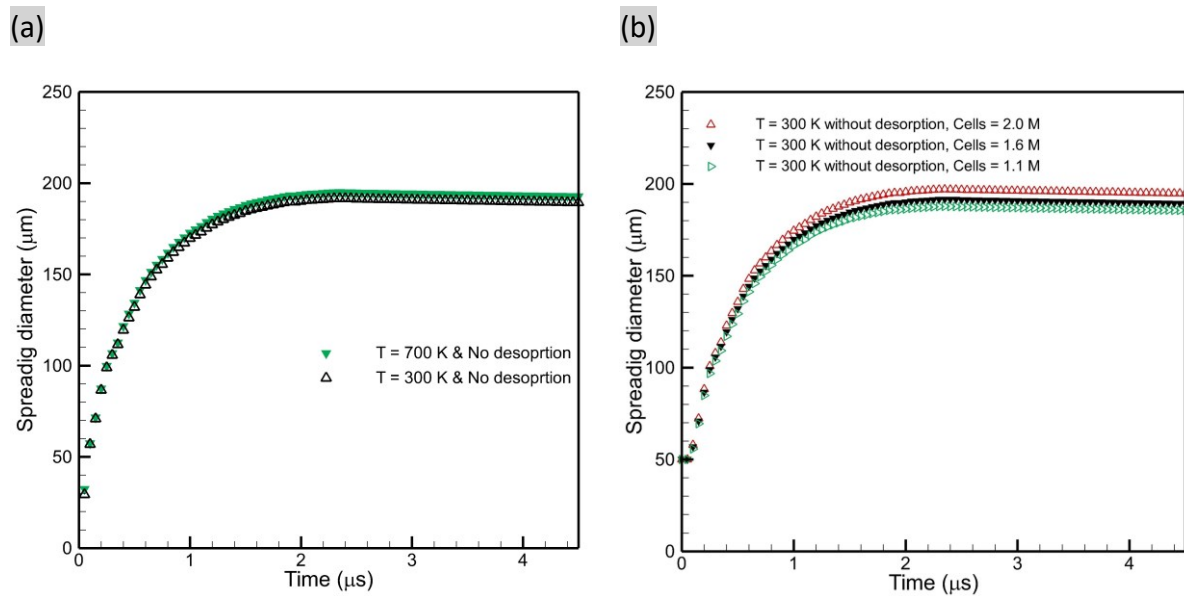 (a)
250
200
150
100
50
0
Spreadig diameter (μm)
T = 700 K & No desoprtion
T = 300 K & No desoprtion
0 1 2 3 4
Time (μs)
(b)
250
200
150
100
50
0
Spreadig diameter (μm)
T = 300 K without desorption, Cells = 2.0 M
T = 300 K without desorption, Cells = 1.6 M
T = 300 K without desorption, Cells = 1.1 M
0 1 2 3 4
Time (μs)